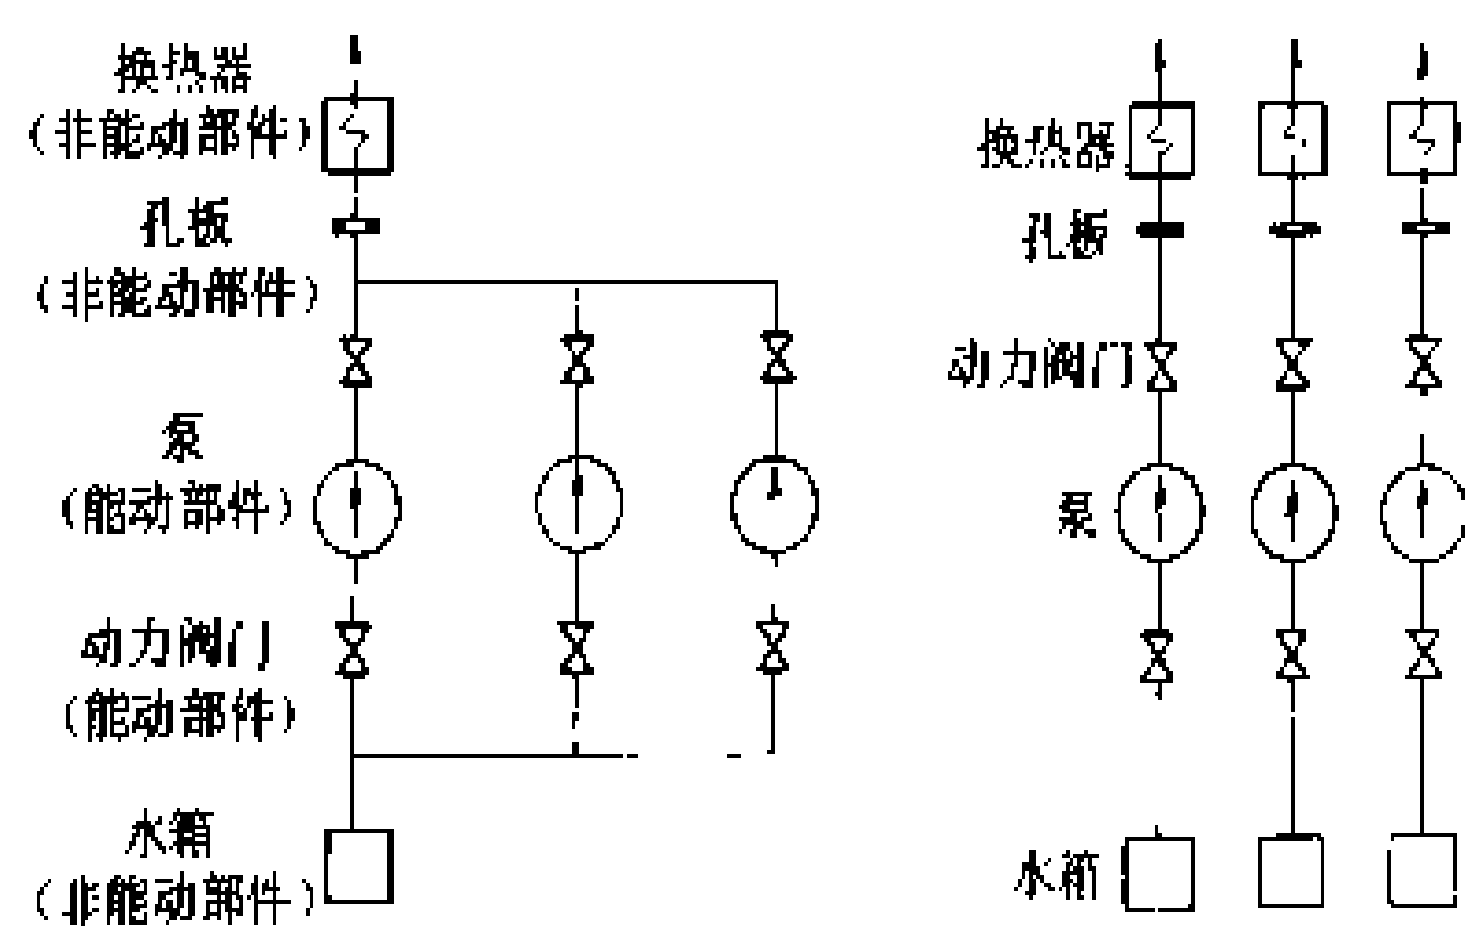 换热器
(非能动部件)
孔板
(非能动部件)
泵
(能动部件)
动力阀门
(能动部件)
水箱
(非能动部件)
换热器
孔板
动力阀门
泵
水箱